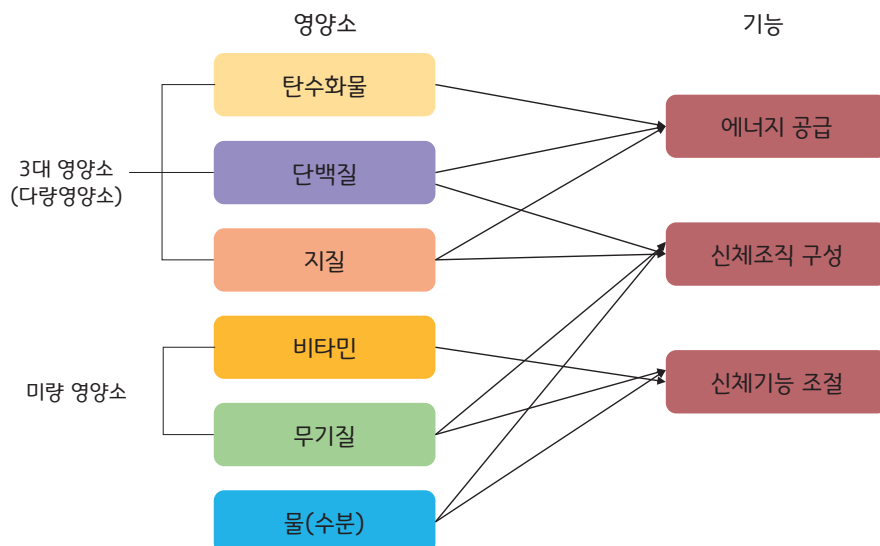 영양소
기능
탄수화물
에너지 공급
3대 영양소
(다량영양소)
단백질
지질
신체조직 구성
비타민
신체기능 조절
미량 영양소
무기질
물(수분)